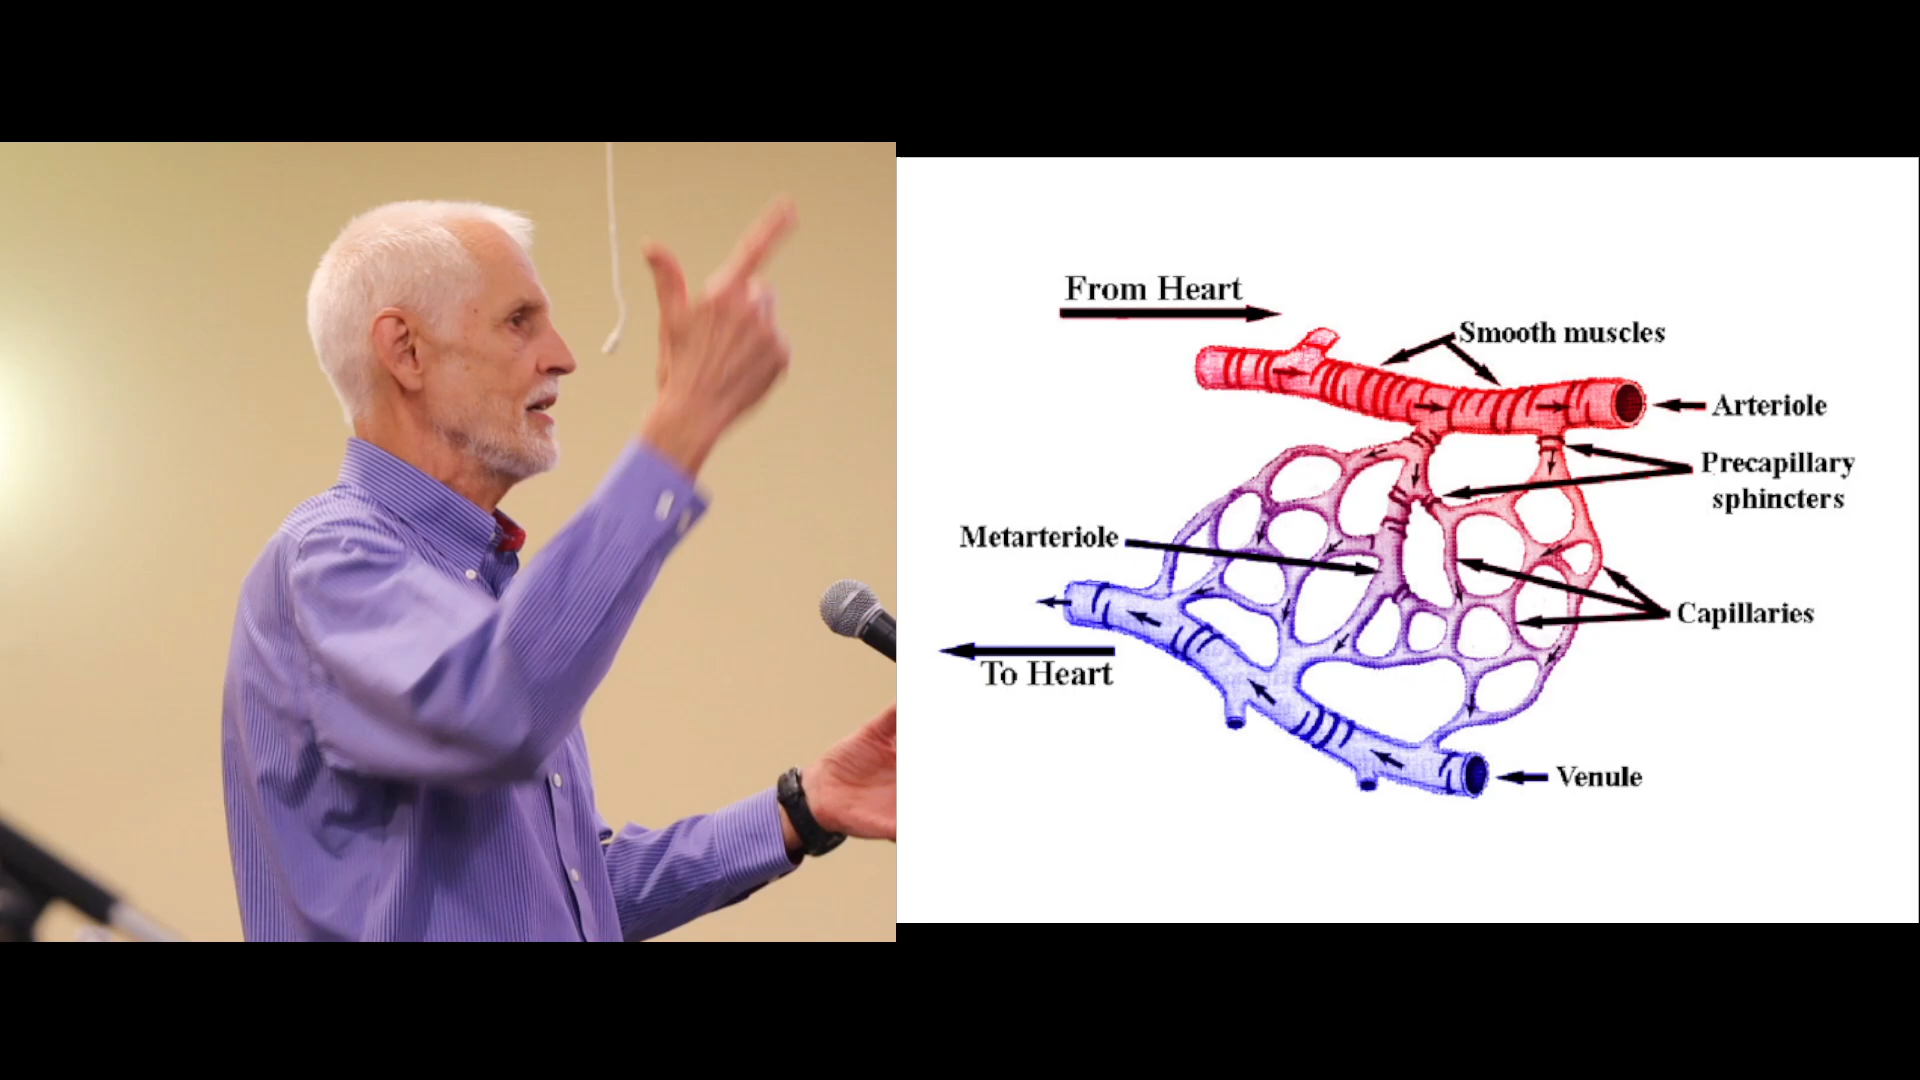 From Heart
Smooth muscles
Arteriole
Precapillary
sphincters
Metarteriole
Capillaries
To Heart
Venule